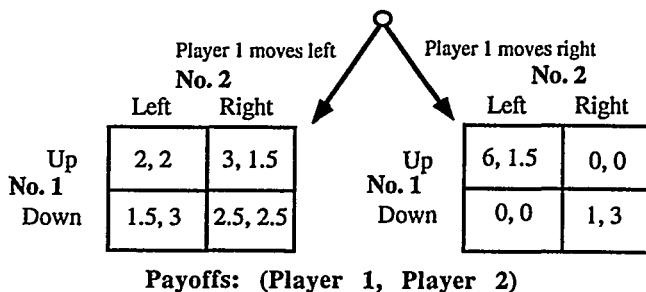 Player 1 moves left Player 1 moves right
No. 2 No. 2
Left Right Left Right
Up 2, 2 3, 1.5 Up 6, 1.5 0, 0
No. 1 No. 1
Down 1.5, 3 2.5, 2.5 Down 0, 0 1, 3
Payoffs: (Player 1, Player 2)